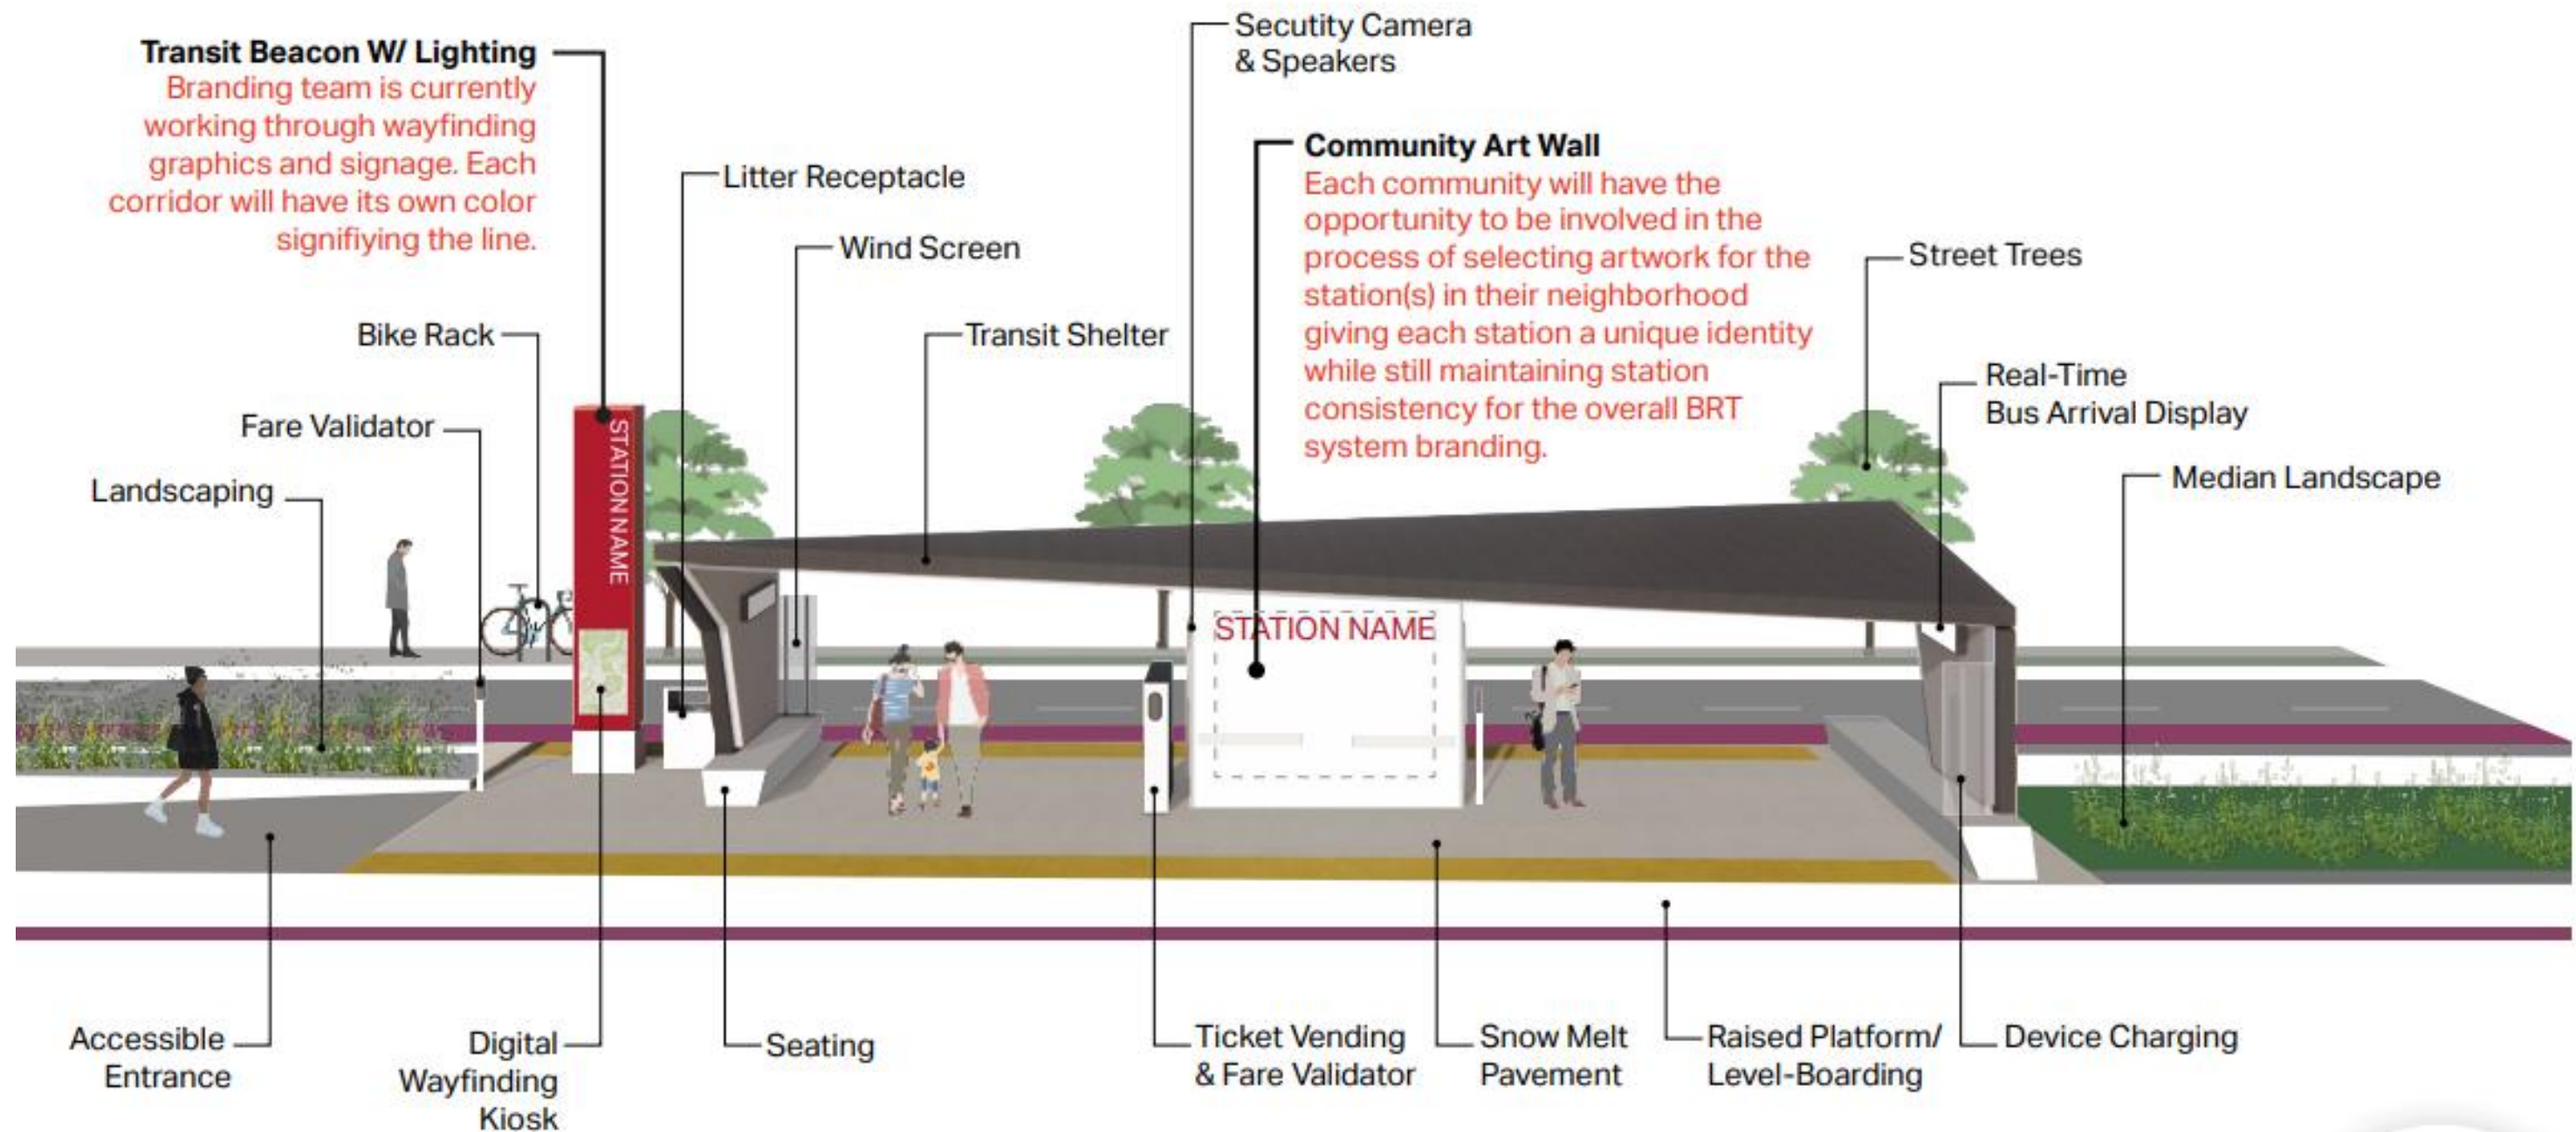 Transit Beacon W/ Lighting
Branding team is currently
working through wayfinding
graphics and signage. Each
corridor will have its own color
signifiying the line.
Secutity Camera
& Speakers
Community Art Wall
Each community will have the
opportunity to be involved in the
process of selecting artwork for the
station(s) in their neighborhood
giving each station a unique identity
while still maintaining station
consistency for the overall BRT
system branding.
Litter Receptacle
Wind Screen
Transit Shelter
Street Trees
Real-Time
Bus Arrival Display
Median Landscape
Bike Rack
Fare Validator
Landscaping
STATION NAME
STATION NAME
Accessible
Entrance
Digital
Wayfinding
Kiosk
Seating
Ticket Vending
& Fare Validator
Snow Melt
Pavement
Raised Platform/
Level-Boarding
Device Charging